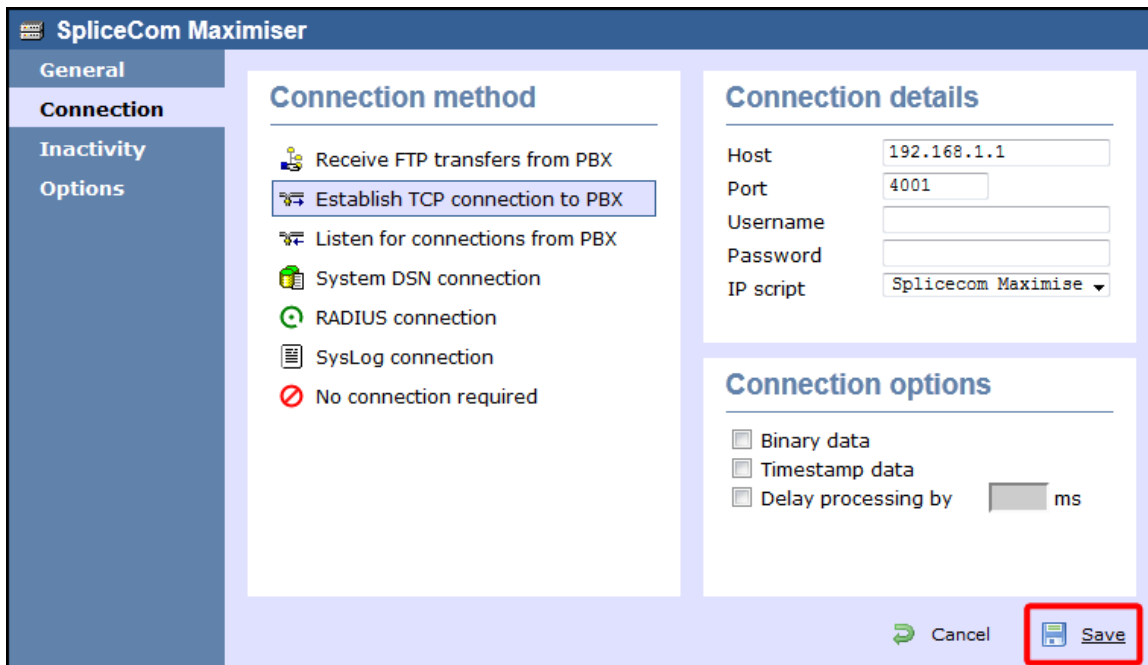 SpliceCom Maximiser
General
Connection
Inactivity
Options
Connection method
Receive FTP transfers from PBX
Establish TCP connection to PBX
Listen for connections from PBX
System DSN connection
RADIUS connection
SysLog connection
No connection required
Connection details
Host 192.168.1.1
Port 4001
Username
Password
IP script Splicecom Maximise
Connection options
Binary data
Timestamp data
Delay processing by ms
Cancel Save